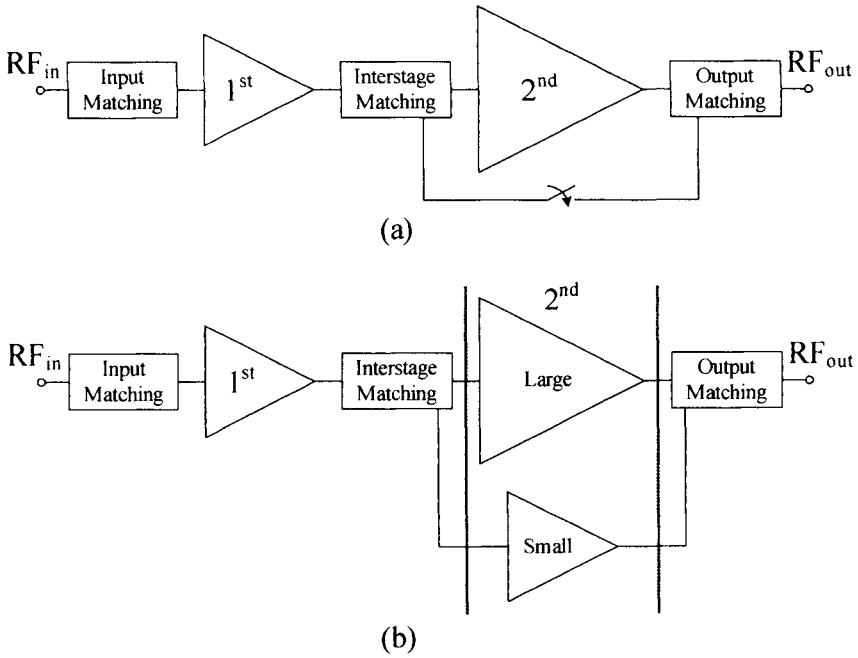 RFin
Input
Matching
1st
Interstage
Matching
2nd
Output
Matching
RFout
(a)
2nd
RFin
Input
Matching
1st
Interstage
Matching
Large
Output
Matching
RFout
Small
(b)